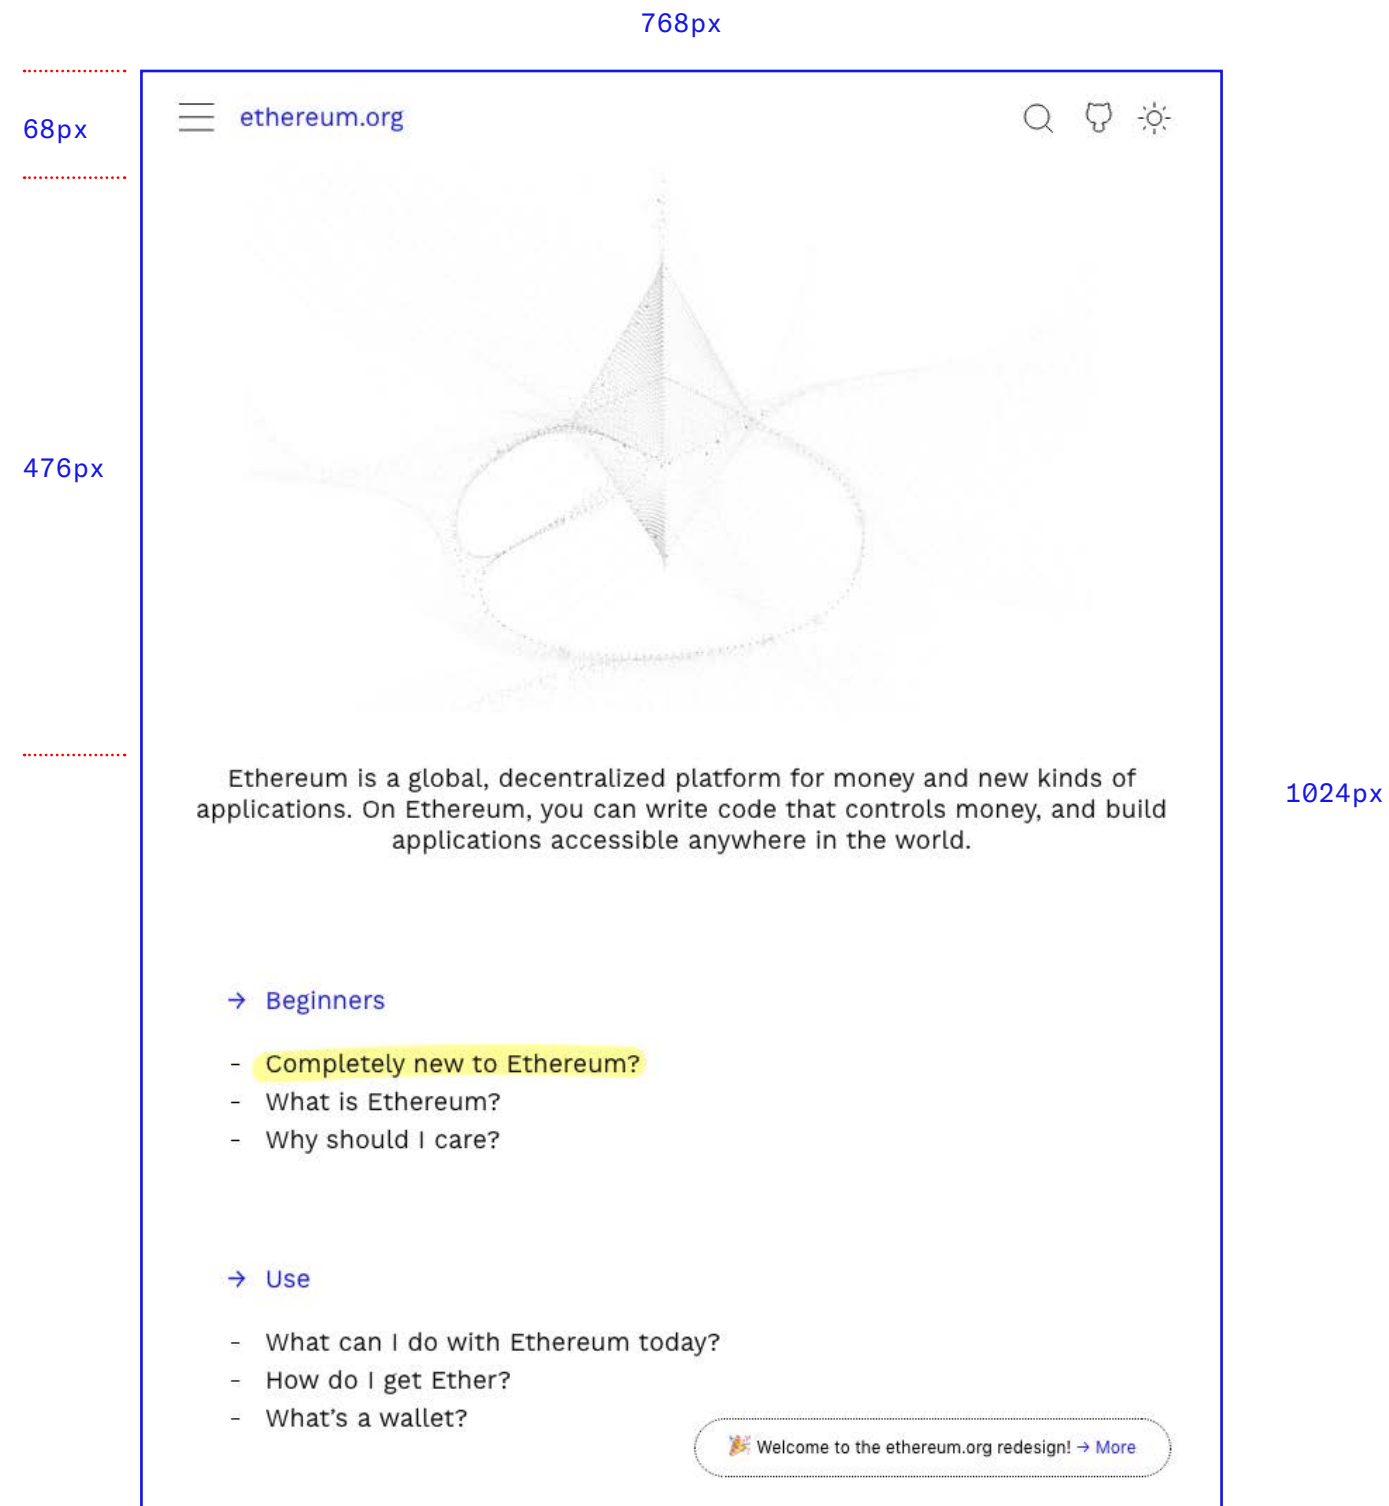 768px
68px
ethereum.org
476px
Ethereum is a global, decentralized platform for money and new kinds of
applications. On Ethereum, you can write code that controls money, and build
applications accessible anywhere in the world.
1024px
→ Beginners
- Completely new to Ethereum?
- What is Ethereum?
- Why should I care?
→ Use
- What can I do with Ethereum today?
- How do I get Ether?
- What’s a wallet?
🎉 Welcome to the ethereum.org redesign! → More